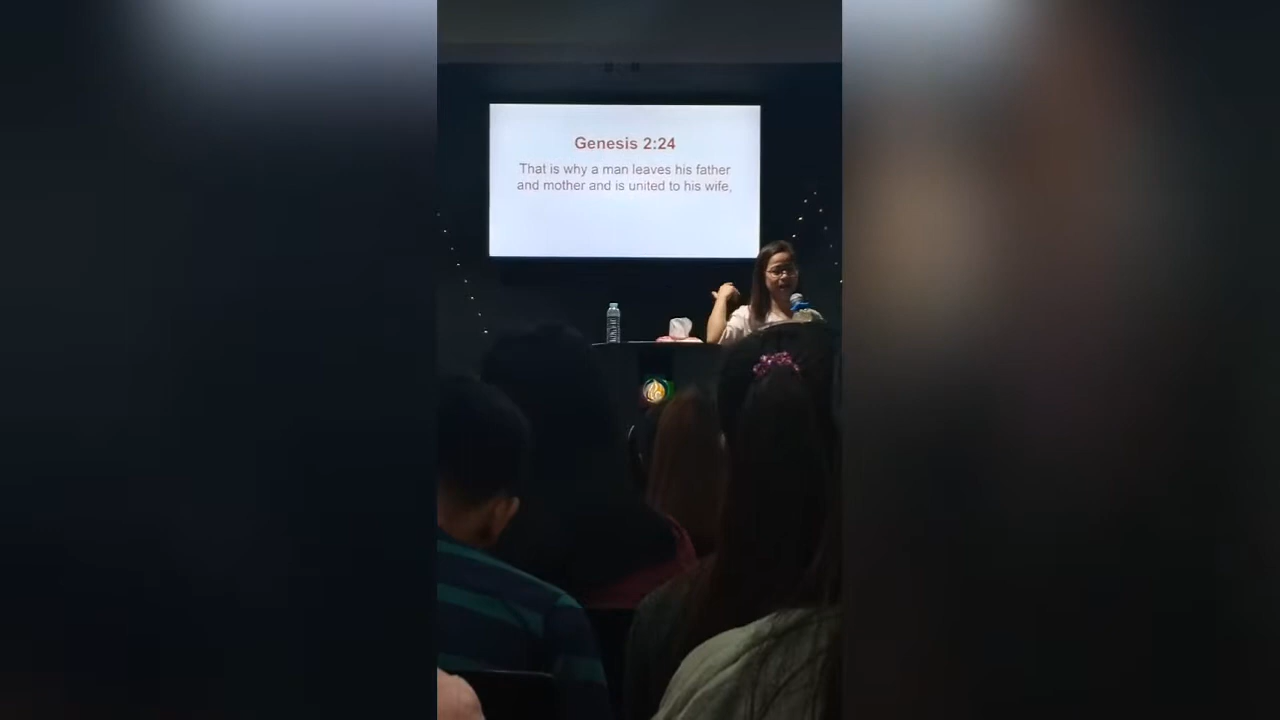 Genesis 2:24
That is why a man leaves his father
and mother and is united to his wife,